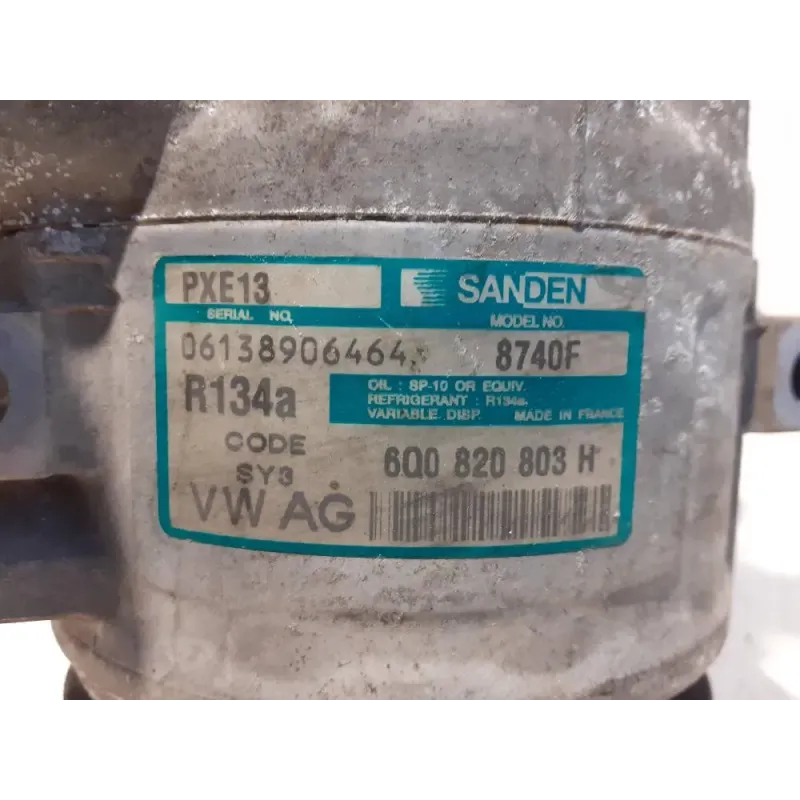 PXE13
SANDEN
SERIAL NO.
MODEL NO.
06138906464
8740F
R134a
OIL : SP-10 OR EQUIV.
REFRIGERANT : R134a
VARIABLE DISP. MADE IN FRANCE
CODE
SY3
6Q0 820 803 H
VW AG